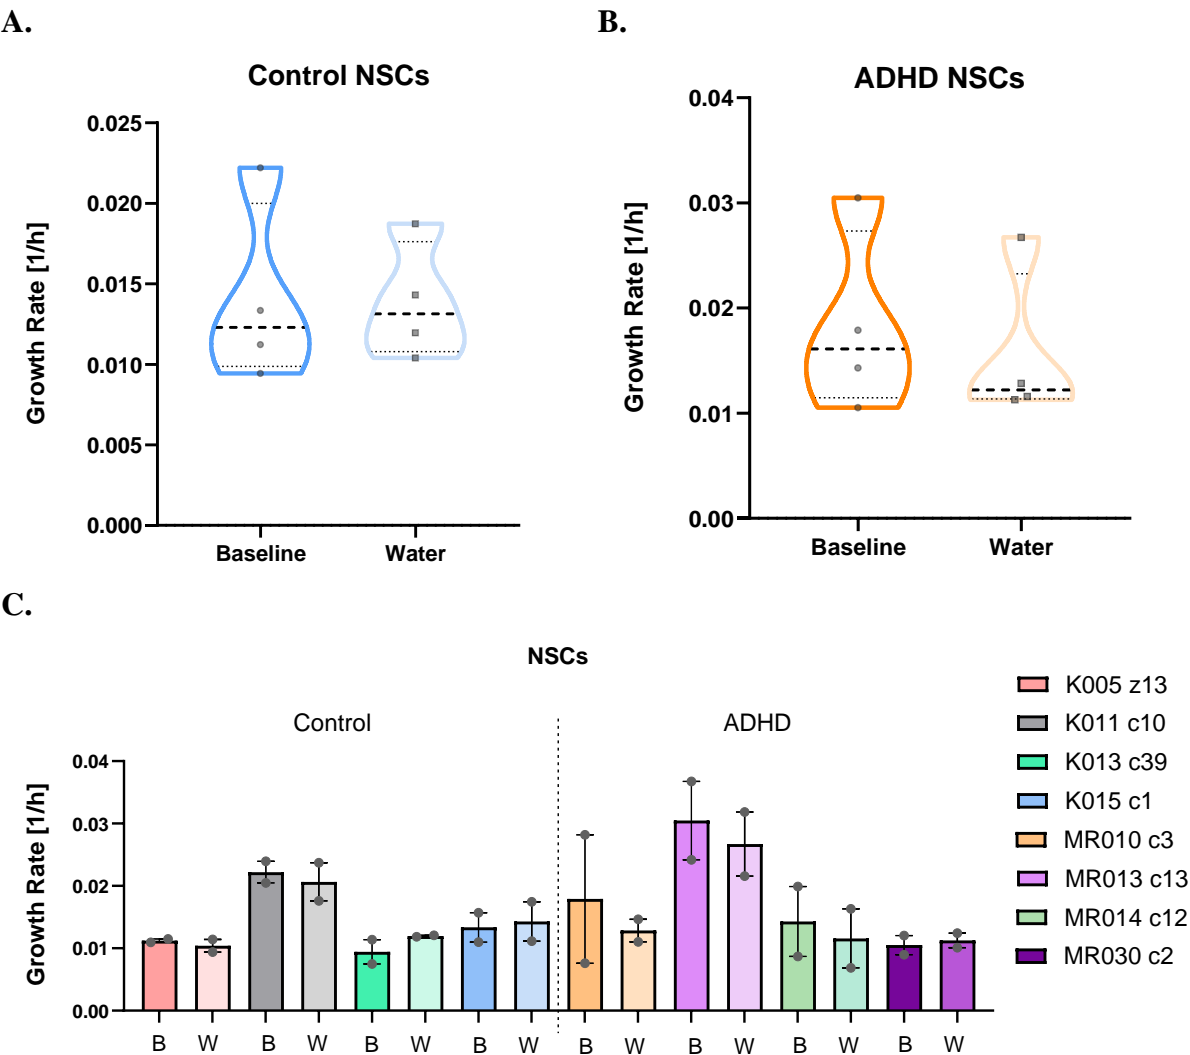 A.
Control NSCs
Growth Rate [1/h]
0.025
0.020
0.015
0.010
0.005
0.000
Baseline Water
B.
ADHD NSCs
Growth Rate [1/h]
0.04
0.03
0.02
0.01
0.00
Baseline Water
C.
NSCs
Control ADHD
Growth Rate [1/h]
0.04
0.03
0.02
0.01
0.00
B W B W B W B W B W B W B W B W
K005 z13
K011 c10
K013 c39
K015 c1
MR010 c3
MR013 c13
MR014 c12
MR030 c2